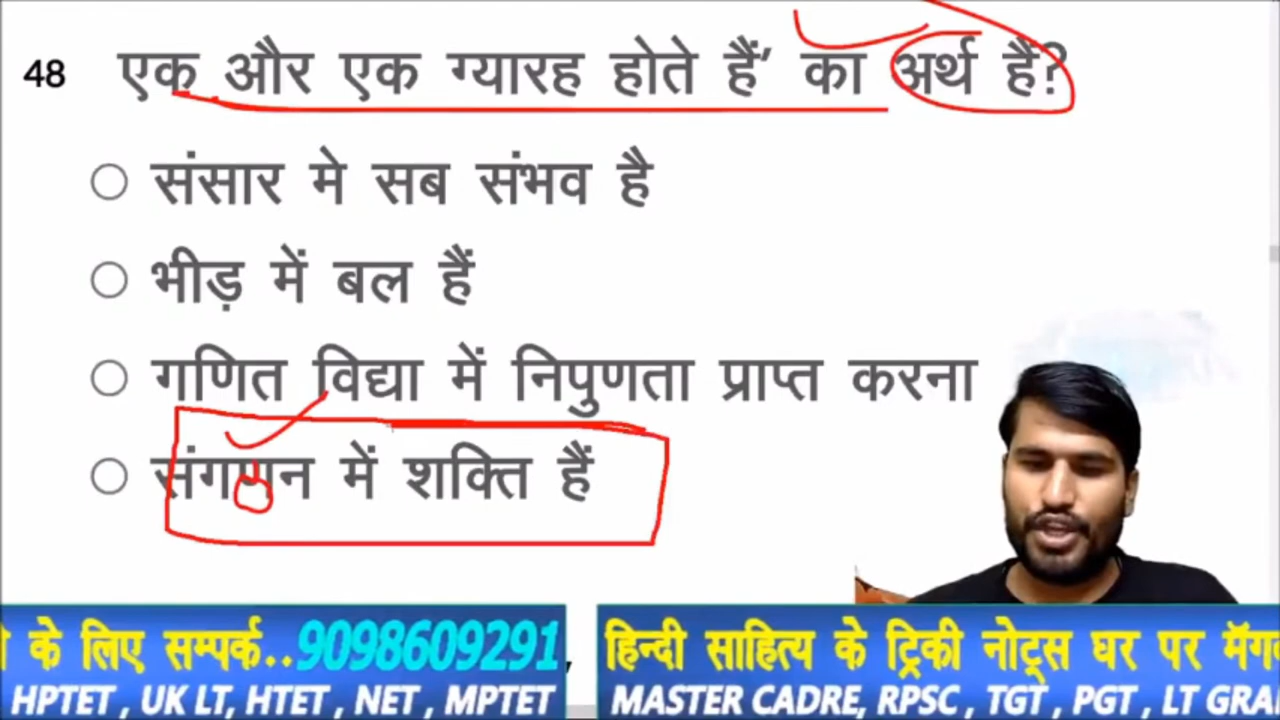 48 एक और एक ग्यारह होते हैं’ का अर्थ हैं?
संसार मे सब संभव है
भीड़ में बल हैं
गणित विद्या में निपुणता प्राप्त करना
संगणन में शक्ति हैं
के लिए सम्पर्क..9098609291,
हिन्दी साहित्य के ट्रिकी नोट्स घर पर
HPTET , UK LT, HTET , NET , MPTET
MASTER CADRE, RPSC , TGT , PGT , LT